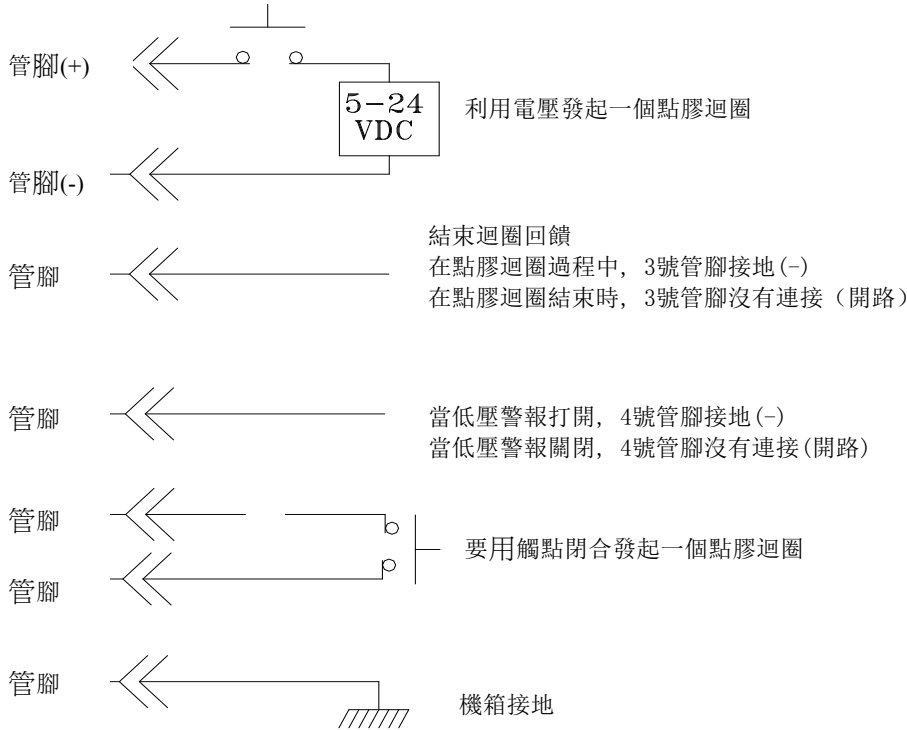 管腳(+)
5-24
VDC
利用電壓發起一個點膠迴圈
管腳(-)
結束迴圈回饋
管腳
在點膠迴圈過程中, 3號管腳接地(-)
在點膠迴圈結束時, 3號管腳沒有連接（開路）
管腳
當低壓警報打開, 4號管腳接地(-)
當低壓警報關閉, 4號管腳沒有連接(開路)
管腳
要用觸點閉合發起一個點膠迴圈
管腳
管腳
機箱接地